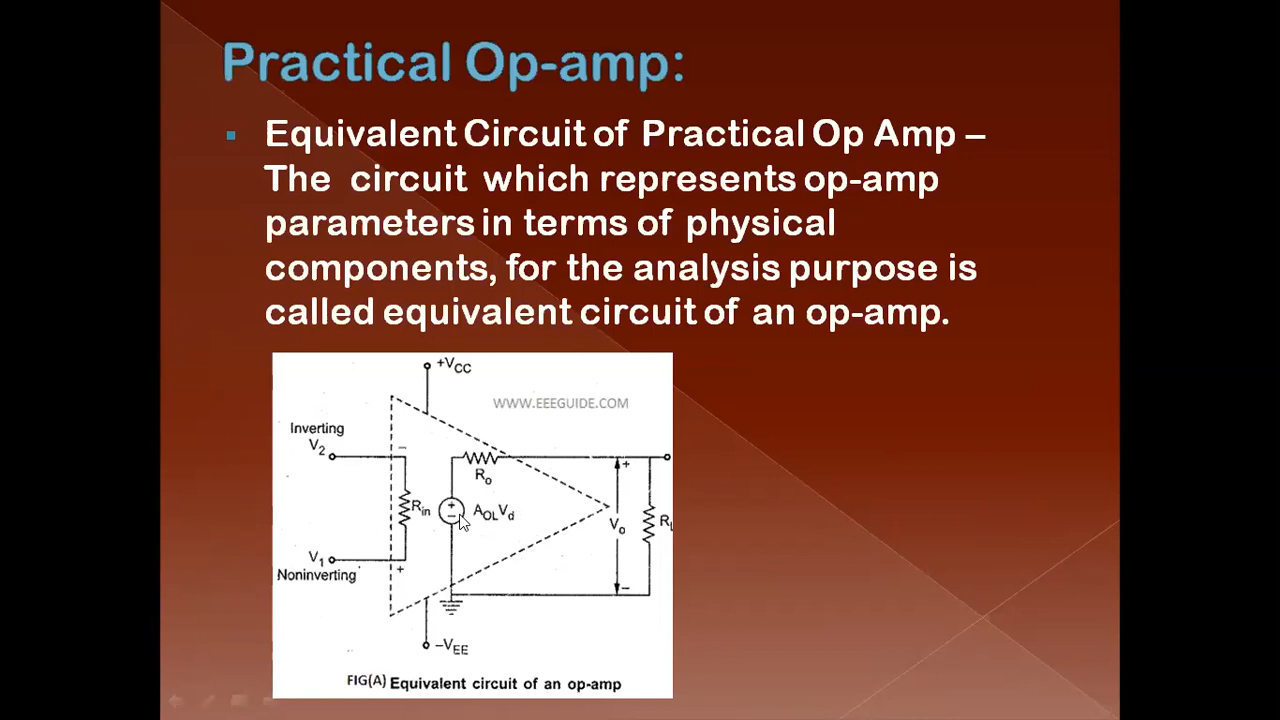 Practical Op-amp:
Equivalent Circuit of Practical Op Amp –
The circuit which represents op-amp
parameters in terms of physical
components, for the analysis purpose is
called equivalent circuit of an op-amp.
+VCC
WWW.EEEGUIDE.COM
Inverting
V2
−
+
Ro
Rin
+
−
AOLVd
Vo
RL
V1
Noninverting
+
−
−VEE
FIG(A) Equivalent circuit of an op-amp